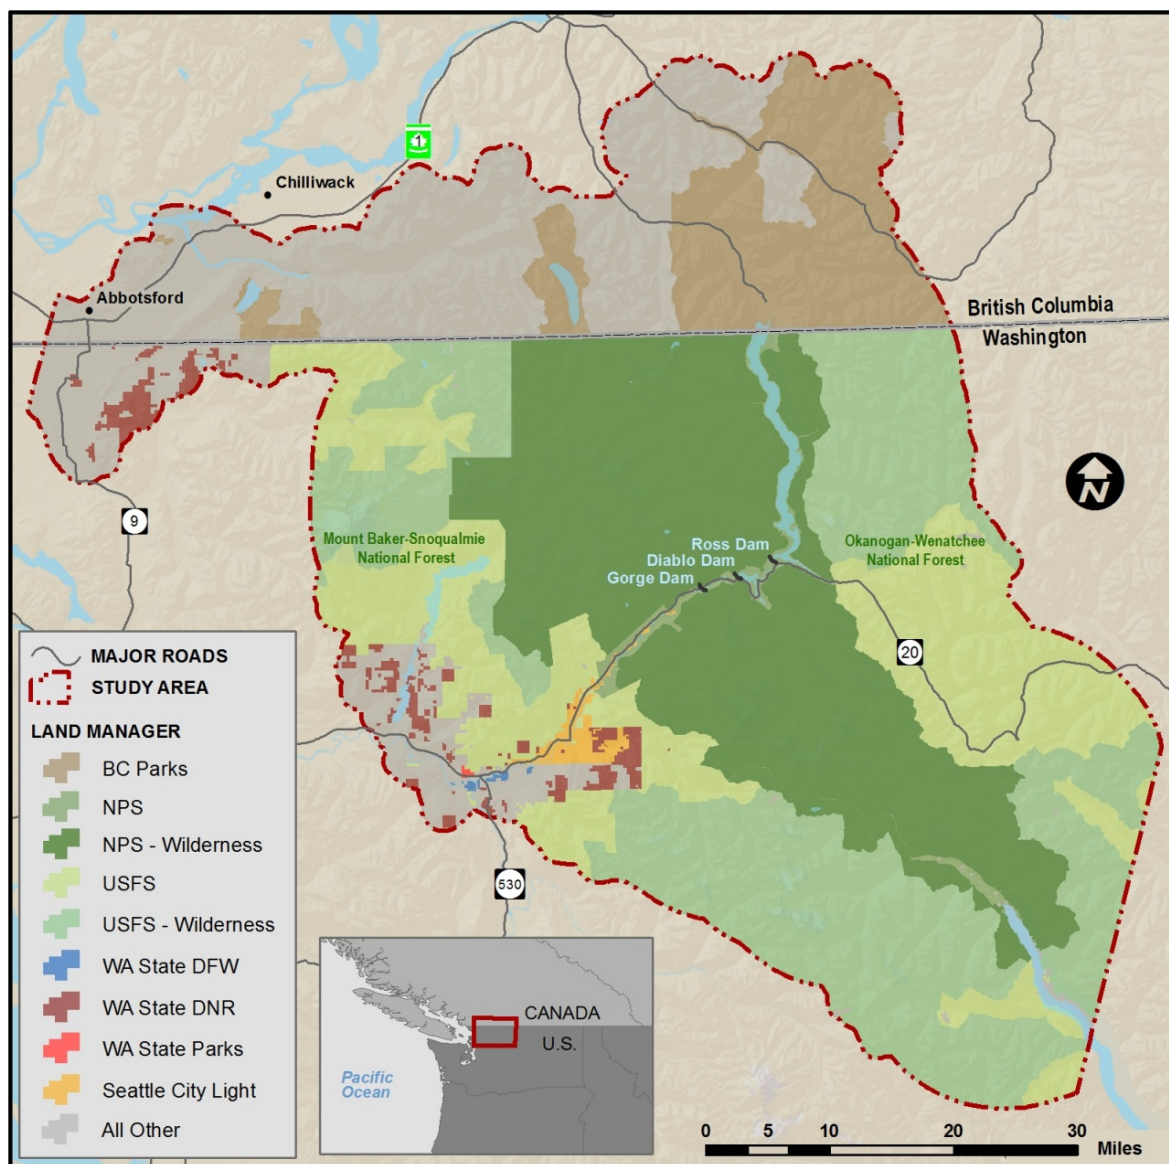 1
Chilliwack
Abbotsford
British Columbia
Washington
N
9
Mount Baker-Snoqualmie
National Forest
Ross Dam
Diablo Dam
Gorge Dam
Okanogan-Wenatchee
National Forest
20
530
MAJOR ROADS
STUDY AREA
LAND MANAGER
BC Parks
NPS
NPS - Wilderness
USFS
USFS - Wilderness
WA State DFW
WA State DNR
WA State Parks
Seattle City Light
All Other
CANADA
U.S.
Pacific
Ocean
0 5 10 20 30
Miles